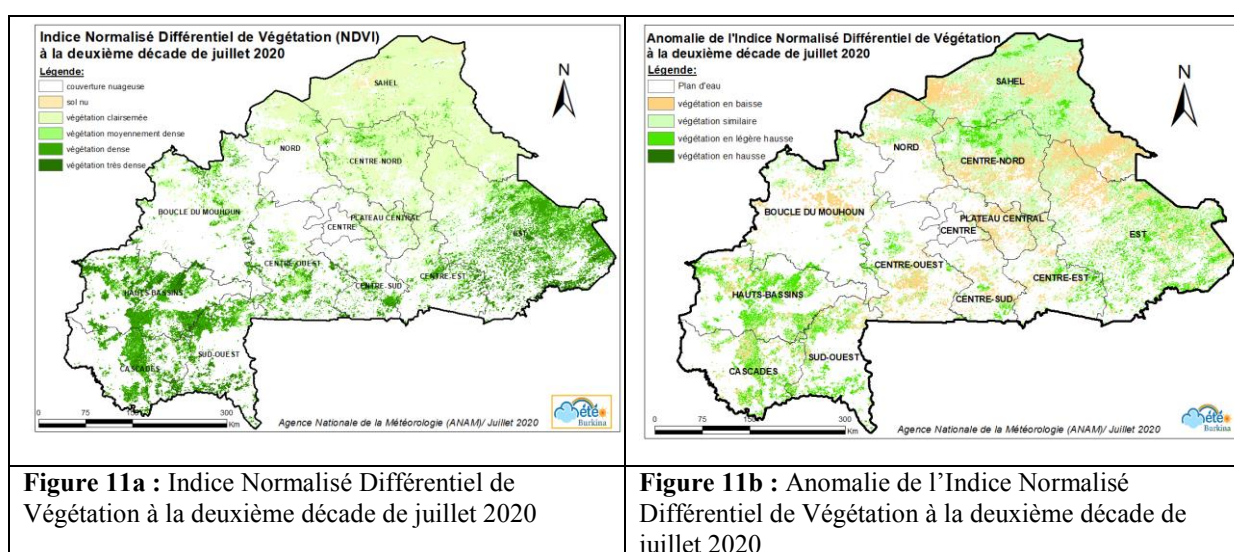 Indice Normalisé Différentiel de Végétation (NDVI)
à la deuxième décade de juillet 2020
Légende:
couverture nuageuse
sol nu
végétation clairsemée
végétation moyennement dense
végétation dense
végétation très dense
N
SAHEL
NORD
CENTRE-NORD
BOUCLE DU MOUHOUN
PLATEAU CENTRAL
CENTRE
EST
CENTRE-OUEST
CENTRE-EST
CENTRE-SUD
HAUTS-BASSINS
SUD-OUEST
CASCADES
0 75 150 300
Km
Agence Nationale de la Météorologie (ANAM)/ Juillet 2020
météo
Burkina
Anomalie de l'Indice Normalisé Différentiel de Végétation
à la deuxième décade de juillet 2020
Légende:
Plan d'eau
végétation en baisse
végétation similaire
végétation en légère hausse
végétation en hausse
N
SAHEL
NORD
CENTRE-NORD
BOUCLE DU MOUHOUN
PLATEAU CENTRAL
CENTRE
EST
CENTRE-OUEST
CENTRE-EST
HAUTS-BASSINS
CENTRE-SUD
SUD-OUEST
CASCADES
0 75 150 300
Km
Agence Nationale de la Météorologie (ANAM)/ Juillet 2020
météo
Burkina
Figure 11a : Indice Normalisé Différentiel de
Végétation à la deuxième décade de juillet 2020
Figure 11b : Anomalie de l’Indice Normalisé
Différentiel de Végétation à la deuxième décade de
juillet 2020